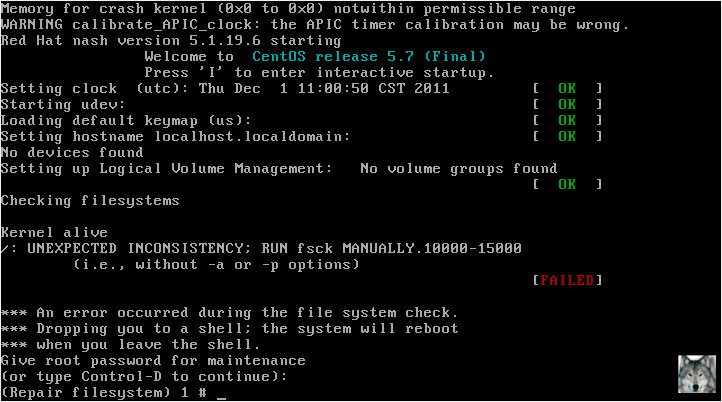 Memory for crash kernel (0x0 to 0x0) notwithin permissible range
WARNING calibrate_APIC_clock: the APIC timer calibration may be wrong.
Red Hat nash version 5.1.19.6 starting
Welcome to CentOS release 5.7 (Final)
Press 'I' to enter interactive startup.
Setting clock (utc): Thu Dec 1 11:00:50 CST 2011 [ OK ]
Starting udev: [ OK ]
Loading default keymap (us): [ OK ]
Setting hostname localhost.localdomain: [ OK ]
No devices found
Setting up Logical Volume Management: No volume groups found
[ OK ]
Checking filesystems
Kernel alive
/: UNEXPECTED INCONSISTENCY; RUN fsck MANUALLY.10000-15000
(i.e., without -a or -p options)
[FAILED]
*** An error occurred during the file system check.
*** Dropping you to a shell; the system will reboot
*** when you leave the shell.
Give root password for maintenance
(or type Control-D to continue):
(Repair filesystem) 1 # _